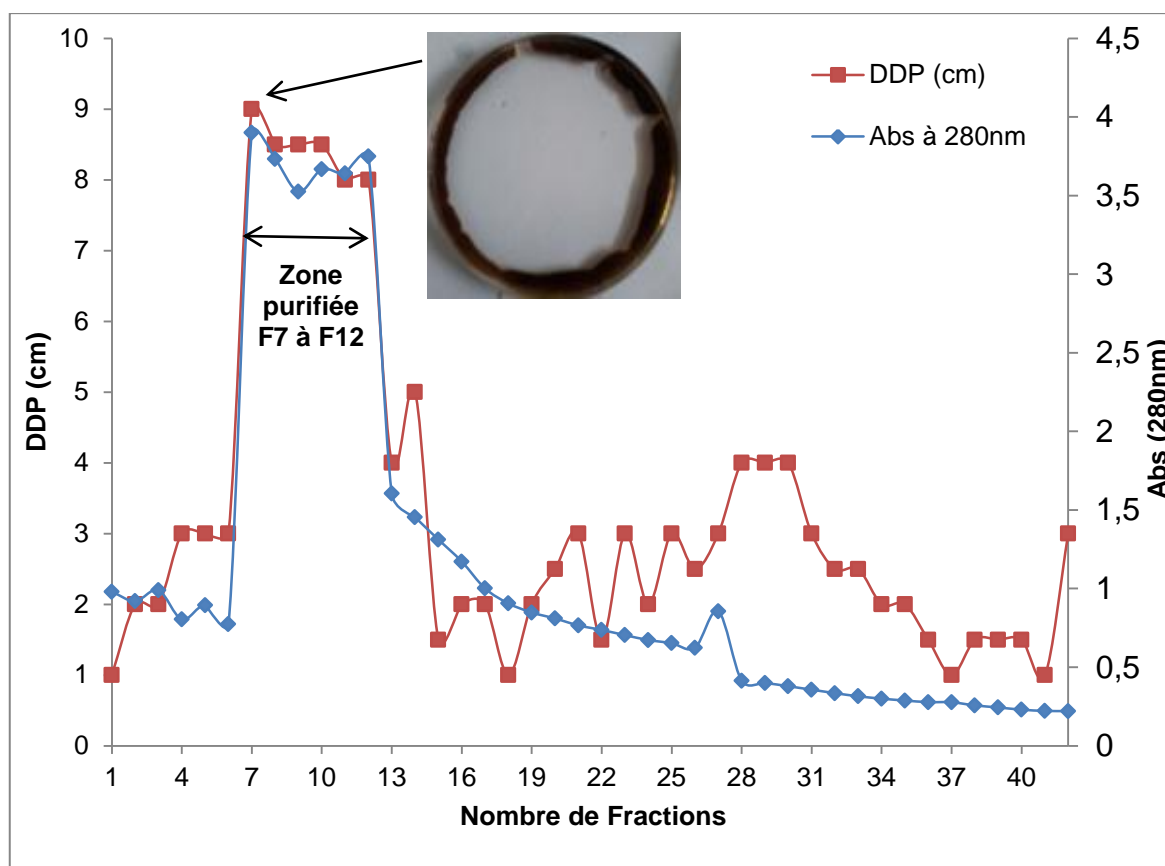 10
9
8
7
6
5
4
3
2
1
0
DDP (cm)
DDP (cm)
Abs à 280nm
Zone
purifiée
F7 à F12
4,5
4
3,5
3
2,5
2
1,5
1
0,5
0
Abs (280nm)
1 4 7 10 13 16 19 22 25 28 31 34 37 40
Nombre de Fractions